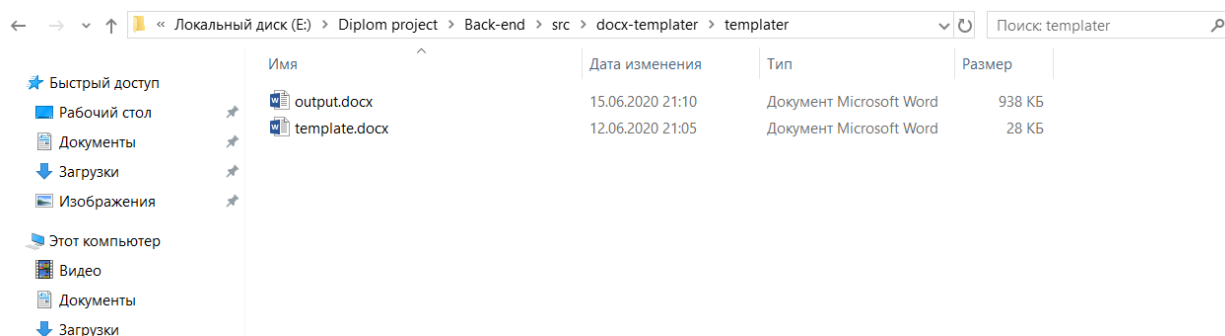 « Локальный диск (E:) > Diplom project > Back-end > src > docx-templater > templater
Поиск: templater
Имя Дата изменения Тип Размер
Быстрый доступ
Рабочий стол
Документы
Загрузки
Изображения
Этот компьютер
Видео
Документы
Загрузки
output.docx 15.06.2020 21:10 Документ Microsoft Word 938 КБ
template.docx 12.06.2020 21:05 Документ Microsoft Word 28 КБ